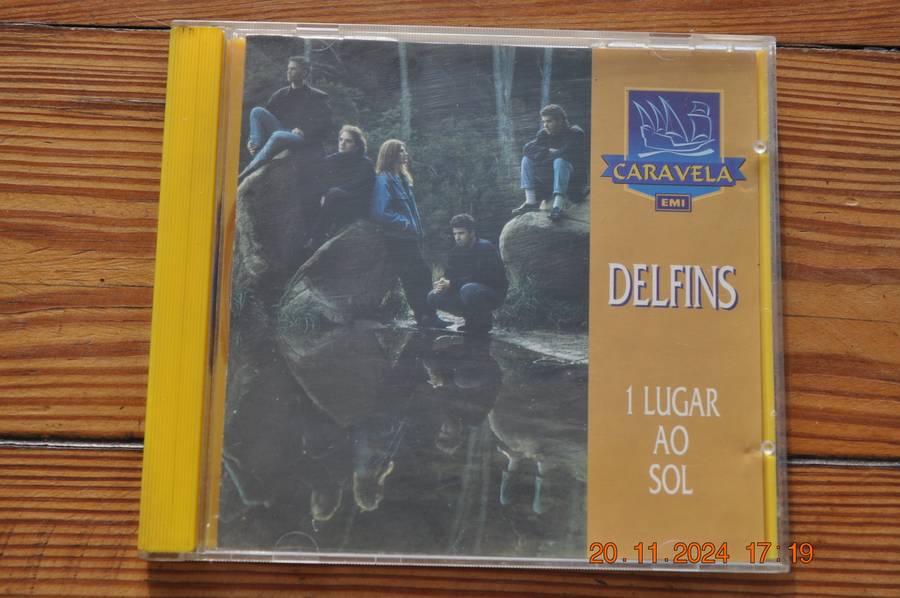 CARAVELA
EMI
DELFINS
1 LUGAR
AO
SOL
20.11.2024 17:19